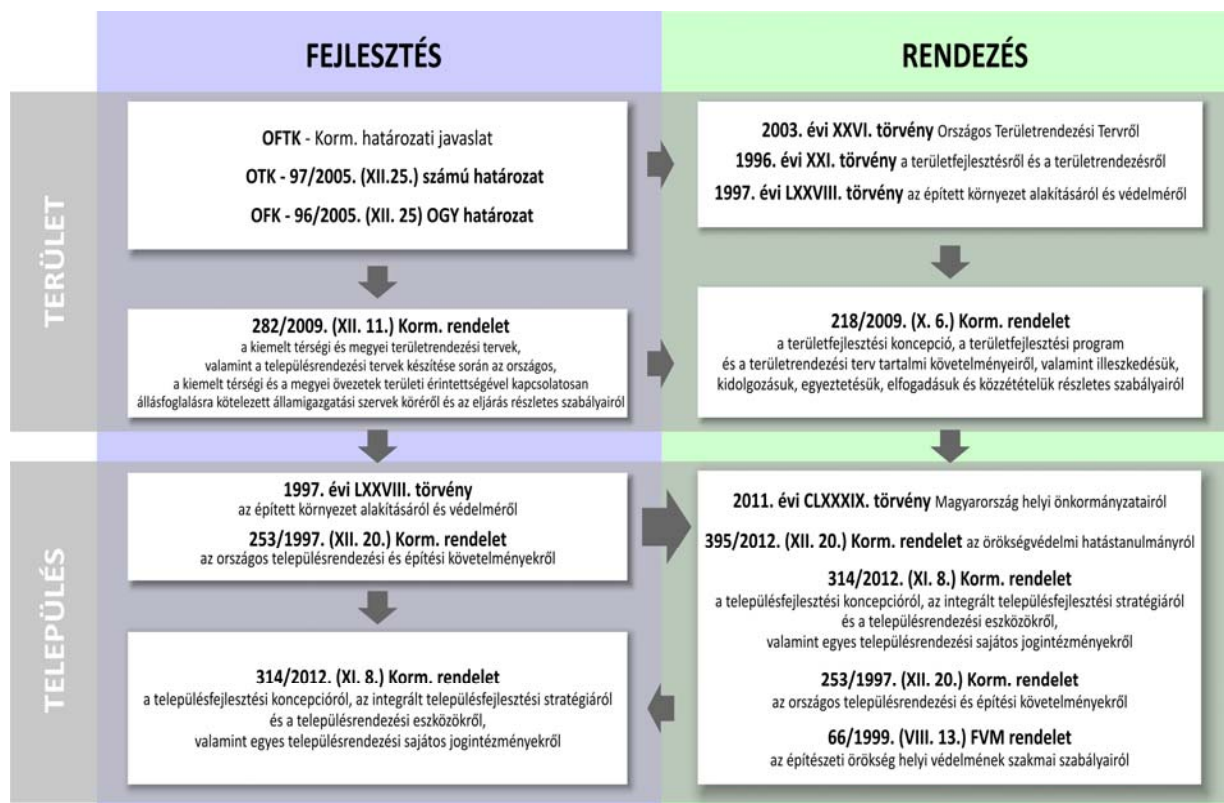 FEJLESZTÉS
RENDEZÉS
TERÜLET
OFTK - Korm. határozati javaslat
OTK - 97/2005. (XII.25.) számú határozat
OFK - 96/2005. (XII. 25) OGY határozat
2003. évi XXVI. törvény Országos Területrendezési Tervről
1996. évi XXI. törvény a területfejlesztésről és a területrendezésről
1997. évi LXXVIII. törvény az épített környezet alakításáról és védelméről
282/2009. (XII. 11.) Korm. rendelet
a kiemelt térségi és megyei területrendezési tervek,
valamint a településrendezési tervek készítése során az országos,
a kiemelt térségi és a megyei övezetek területi érintettségével kapcsolatosan
állásfoglalásra kötelezett államigazgatási szervek köréről és az eljárás részletes szabályairól
218/2009. (X. 6.) Korm. rendelet
a területfejlesztési koncepció, a területfejlesztési program
és a területrendezési terv tartalmi követelményeiről, valamint illeszkedésük,
kidolgozásuk, egyeztetésük, elfogadásuk és közzétételük részletes szabályairól
TELEPÜLÉS
1997. évi LXXVIII. törvény
az épített környezet alakításáról és védelméről
253/1997. (XII. 20.) Korm. rendelet
az országos településrendezési és építési követelményekről
314/2012. (XI. 8.) Korm. rendelet
a településfejlesztési koncepcióról, az integrált településfejlesztési stratégiáról
és a településrendezési eszközökről,
valamint egyes településrendezési sajátos jogintézményekről
2011. évi CLXXXIX. törvény Magyarország helyi önkormányzatairól
395/2012. (XII. 20.) Korm. rendelet az örökségvédelmi hatástanulmányról
314/2012. (XI. 8.) Korm. rendelet
a településfejlesztési koncepcióról, az integrált településfejlesztési stratégiáról
és a településrendezési eszközökről,
valamint egyes településrendezési sajátos jogintézményekről
253/1997. (XII. 20.) Korm. rendelet
az országos településrendezési és építési követelményekről
66/1999. (VIII. 13.) FVM rendelet
az építészeti örökség helyi védelmének szakmai szabályairól